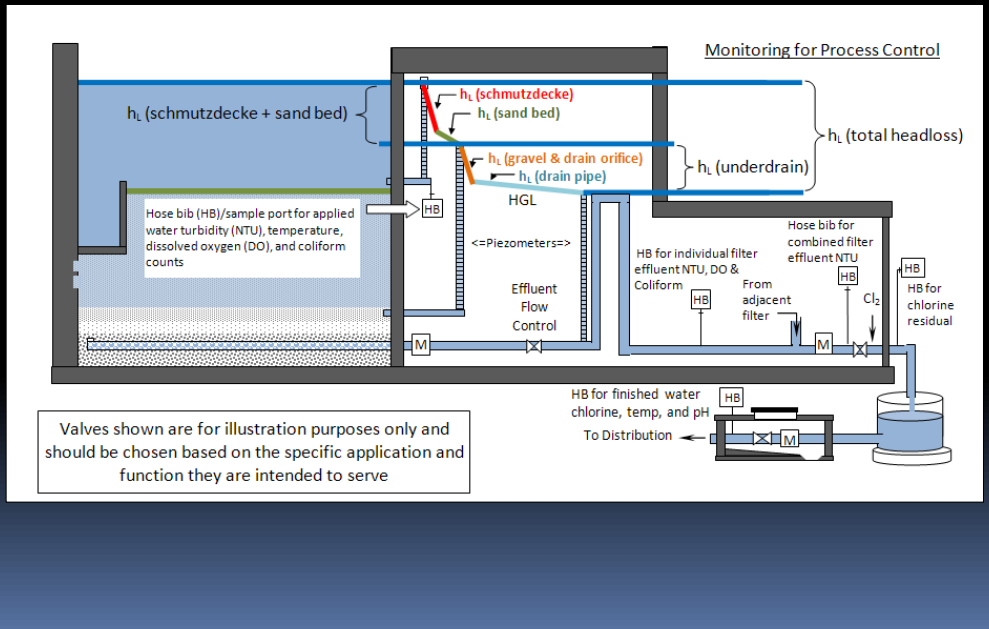 Monitoring for Process Control
hL (schmutzdecke)
hL (sand bed)
hL (schmutzdecke + sand bed)
hL (total headloss)
hL (gravel & drain orifice)
hL (underdrain)
hL (drain pipe)
HGL
HB
Hose bib (HB)/sample port for applied
water turbidity (NTU), temperature,
dissolved oxygen (DO), and coliform
counts
<=Piezometers=>
Hose bib for
combined filter
effluent NTU
HB for individual filter
effluent NTU, DO &
Coliform
HB
HB
HB
From
adjacent
filter
Cl2
HB for
chlorine
residual
Effluent
Flow
Control
HB
M
M
HB for finished water
chlorine, temp, and pH
HB
To Distribution
M
Valves shown are for illustration purposes only and
should be chosen based on the specific application and
function they are intended to serve